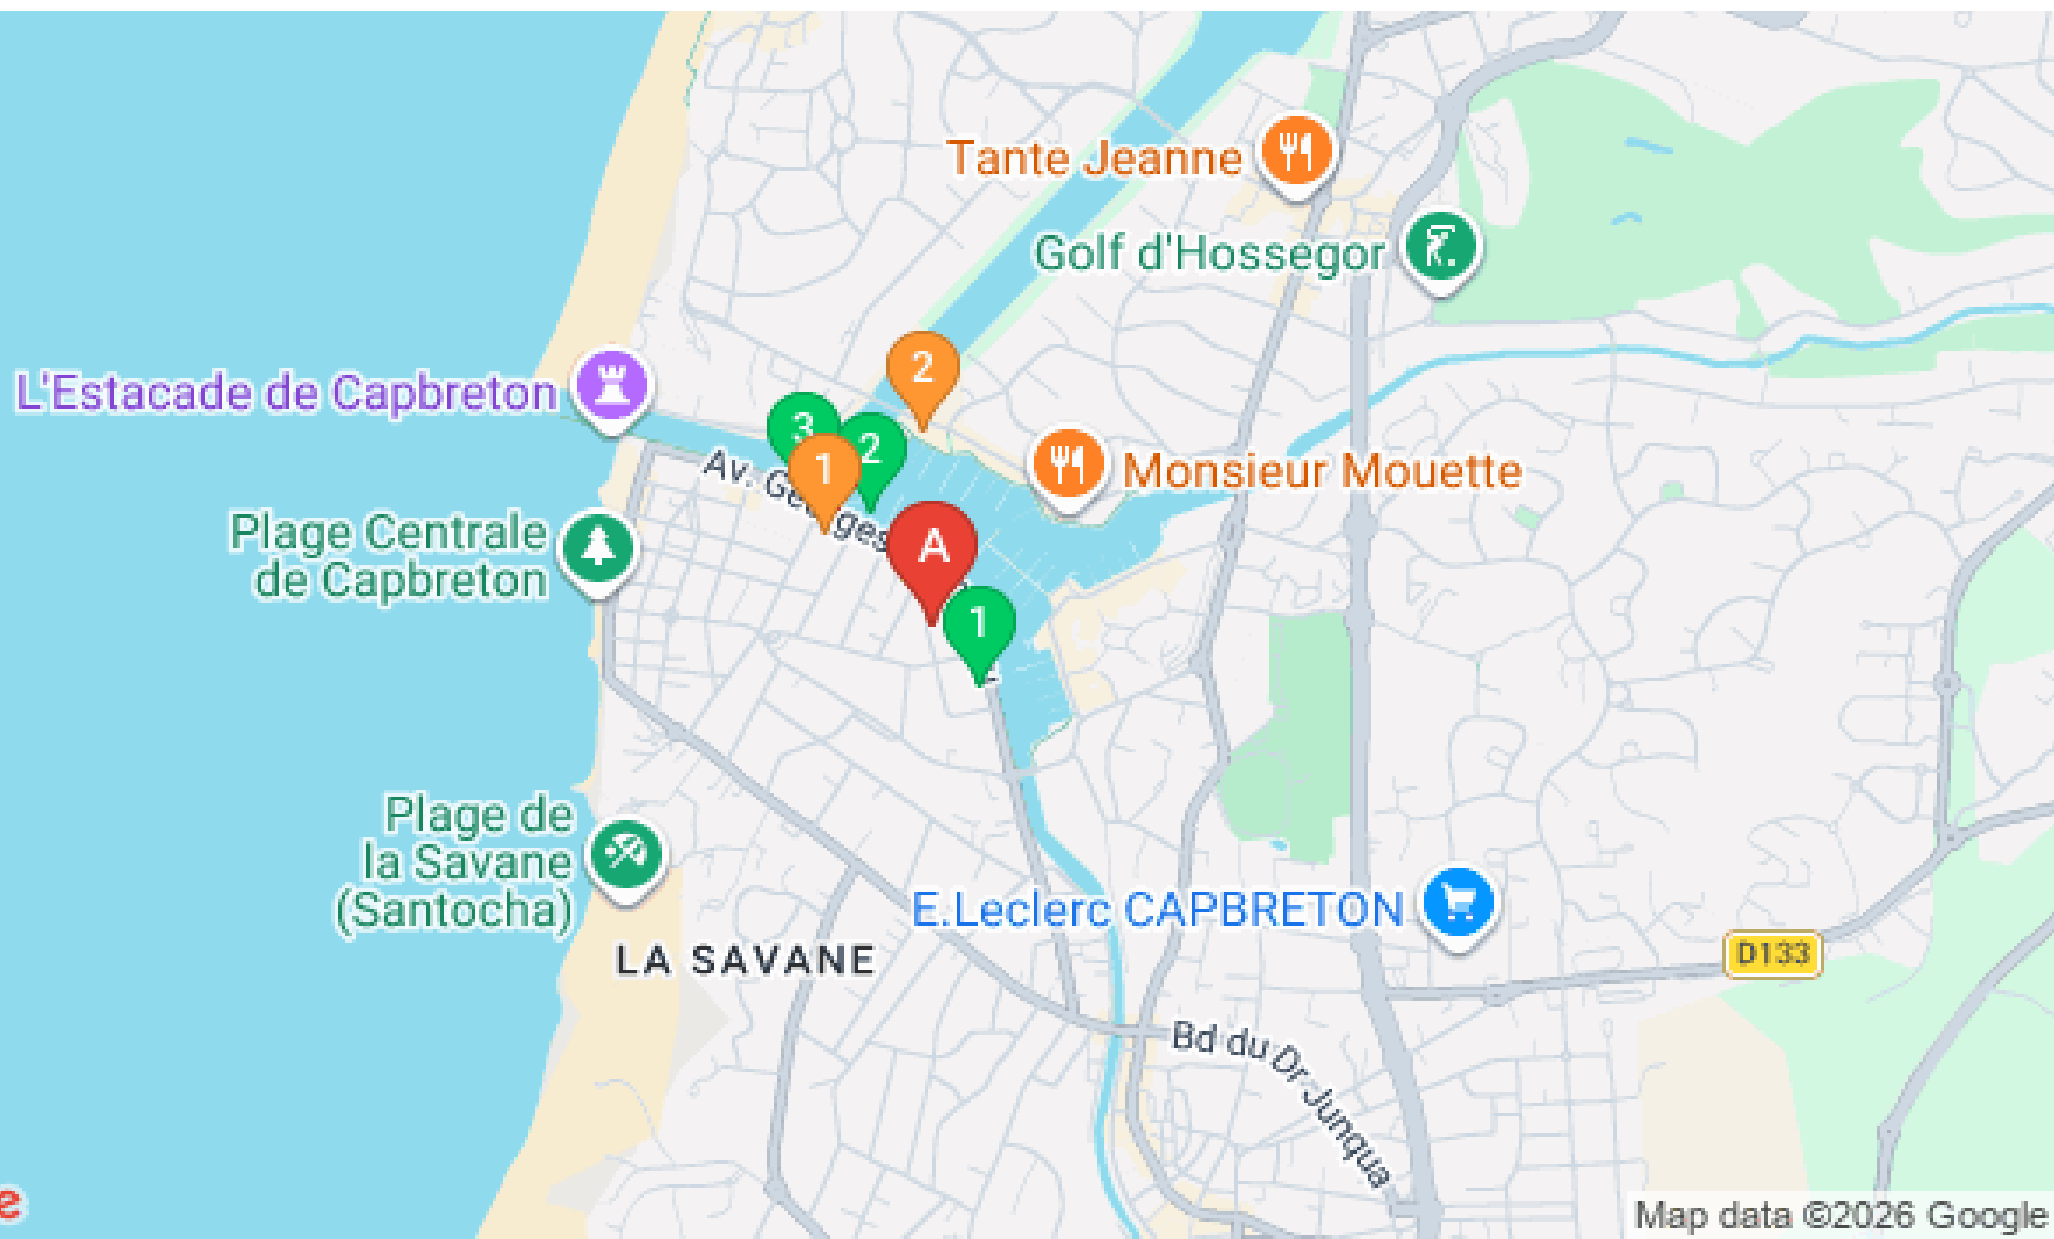 Tante Jeanne
Golf d'Hossegor
2
L'Estacade de Capbreton
3
2
1
Av. Georges
Monsieur Mouette
Plage Centrale
de Capbreton
A
1
Plage de
la Savane
(Santocha)
E.Leclerc CAPBRETON
LA SAVANE
D133
Bd du Dr Junqua
e
Map data ©2026 Google